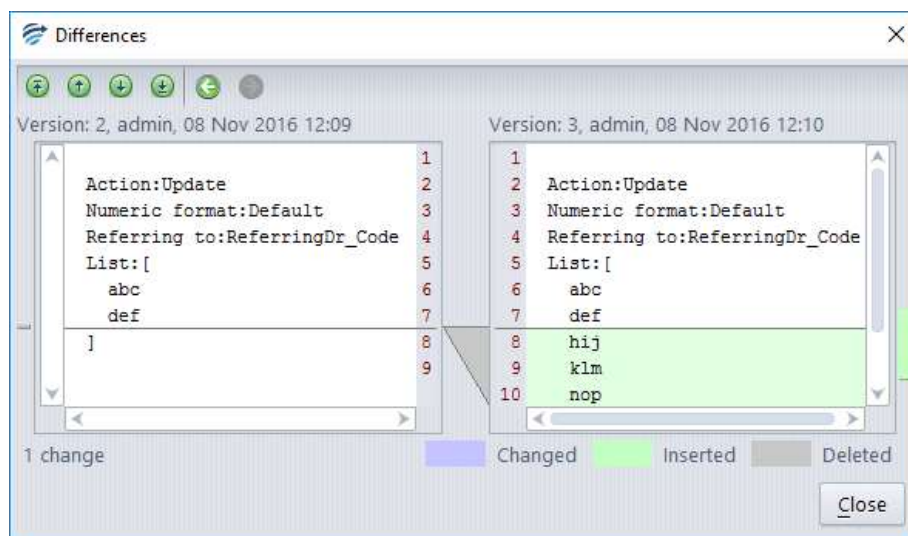 Differences
Version: 2, admin, 08 Nov 2016 12:09
1
Action:Update 2
Numeric format:Default 3
Referring to:ReferringDr_Code 4
List:[ 5
abc 6
def 7
] 8
9
Version: 3, admin, 08 Nov 2016 12:10
1
2 Action:Update
3 Numeric format:Default
4 Referring to:ReferringDr_Code
5 List:[
6 abc
7 def
8 hij
9 klm
10 nop
1 change
Changed Inserted Deleted
Close